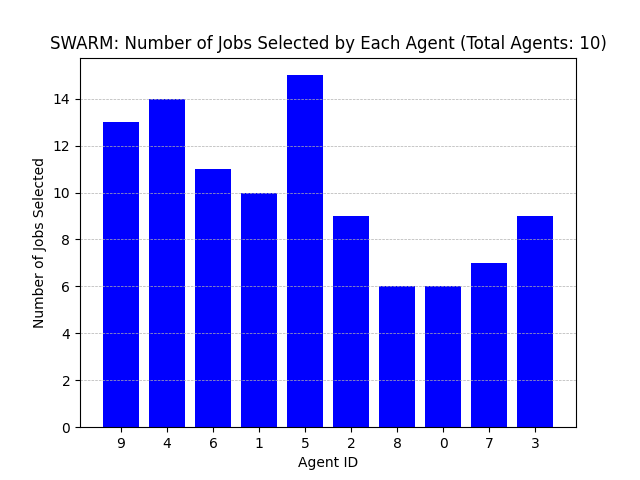 SWARM: Number of Jobs Selected by Each Agent (Total Agents: 10)
Number of Jobs Selected
14
12
10
8
6
4
2
0
9 4 6 1 5 2 8 0 7 3
Agent ID